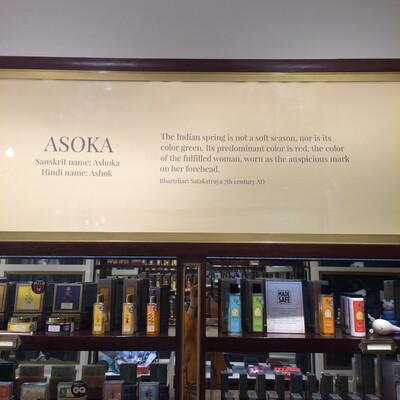 ASOKA
Sanskrit name: Ashoka
Hindi name: Ashok
The Indian spring is not a soft season, nor is its
color green. Its predominant color is red, the color
of the fulfilled woman, worn as the auspicious mark
on her forehead.
Bhartrhari Satakatraya 7th century AD
MADE
SAFE